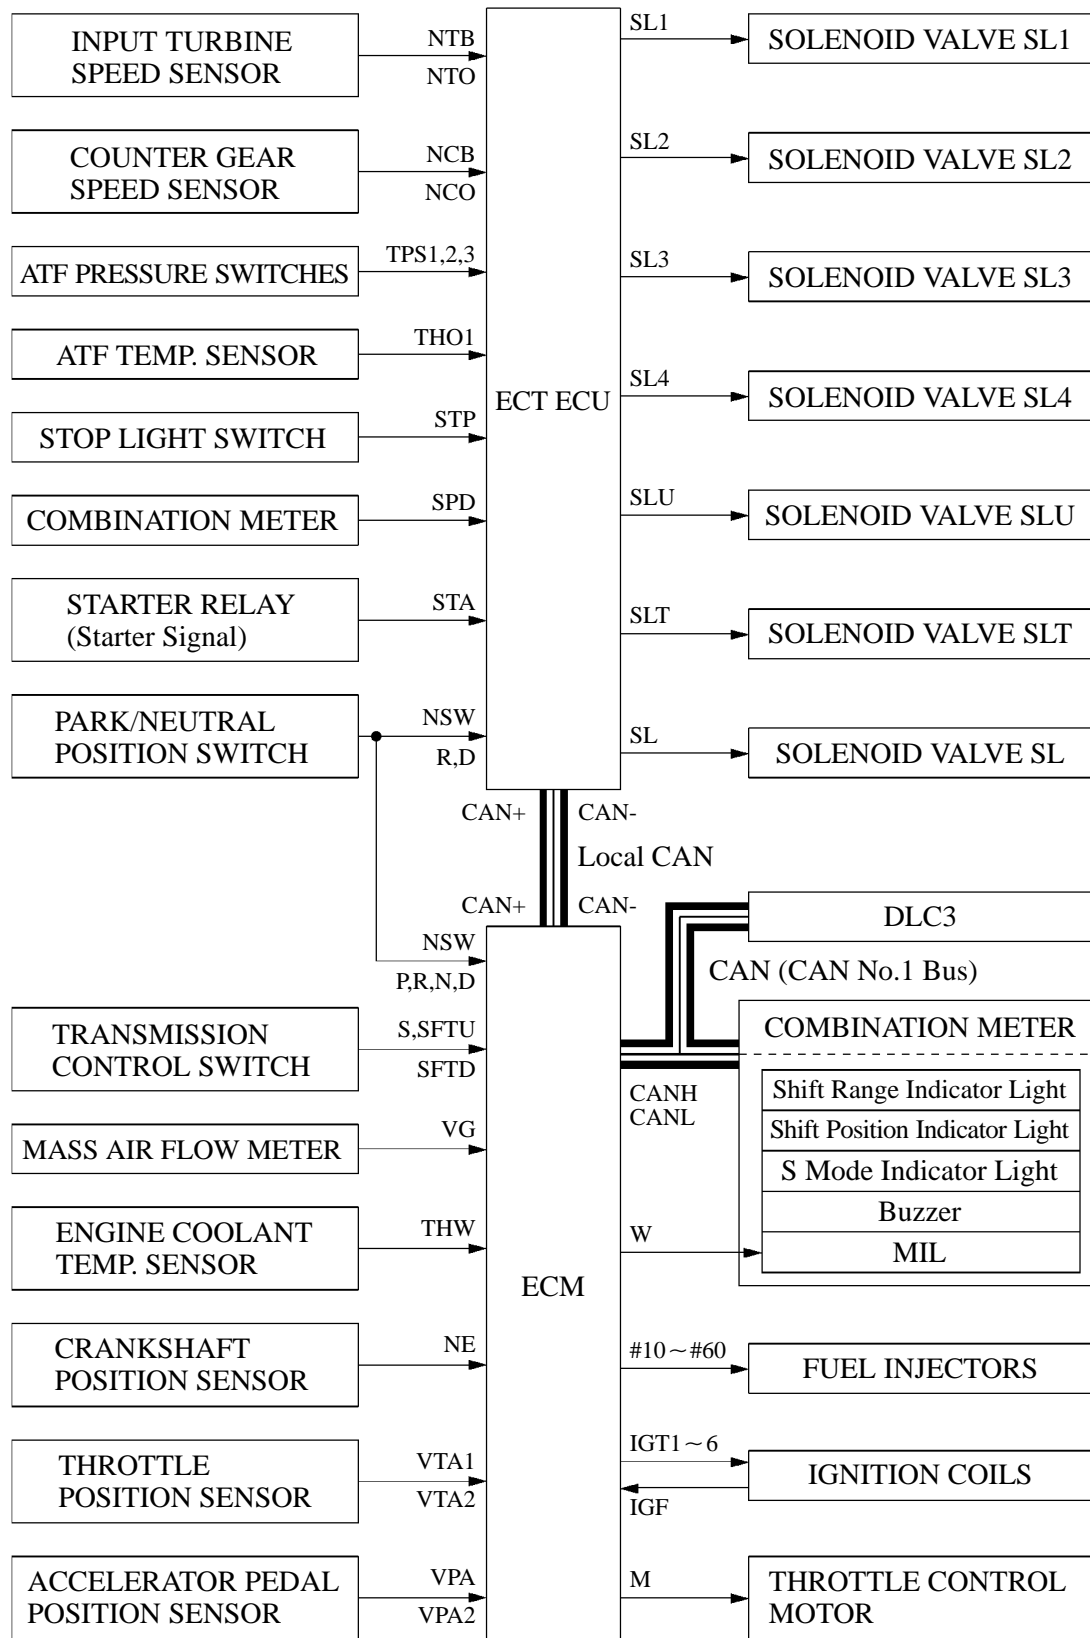 INPUT TURBINE
SPEED SENSOR
NTB
NTO
SL1
SOLENOID VALVE SL1
COUNTER GEAR
SPEED SENSOR
NCB
NCO
SL2
SOLENOID VALVE SL2
ATF PRESSURE SWITCHES
TPS1,2,3
SL3
SOLENOID VALVE SL3
ATF TEMP. SENSOR
THO1
ECT ECU
SL4
SOLENOID VALVE SL4
STOP LIGHT SWITCH
STP
COMBINATION METER
SPD
SLU
SOLENOID VALVE SLU
STARTER RELAY
(Starter Signal)
STA
SLT
SOLENOID VALVE SLT
PARK/NEUTRAL
POSITION SWITCH
NSW
R,D
SL
SOLENOID VALVE SL
CAN+
CAN-
Local CAN
CAN+
CAN-
DLC3
NSW
P,R,N,D
CAN (CAN No.1 Bus)
TRANSMISSION
CONTROL SWITCH
S,SFTU
SFTD
COMBINATION METER
CANH
CANL
Shift Range Indicator Light
Shift Position Indicator Light
S Mode Indicator Light
Buzzer
MIL
MASS AIR FLOW METER
VG
ENGINE COOLANT
TEMP. SENSOR
THW
W
ECM
CRANKSHAFT
POSITION SENSOR
NE
#10~#60
FUEL INJECTORS
THROTTLE
POSITION SENSOR
VTA1
VTA2
IGT1~6
IGF
IGNITION COILS
ACCELERATOR PEDAL
POSITION SENSOR
VPA
VPA2
M
THROTTLE CONTROL
MOTOR